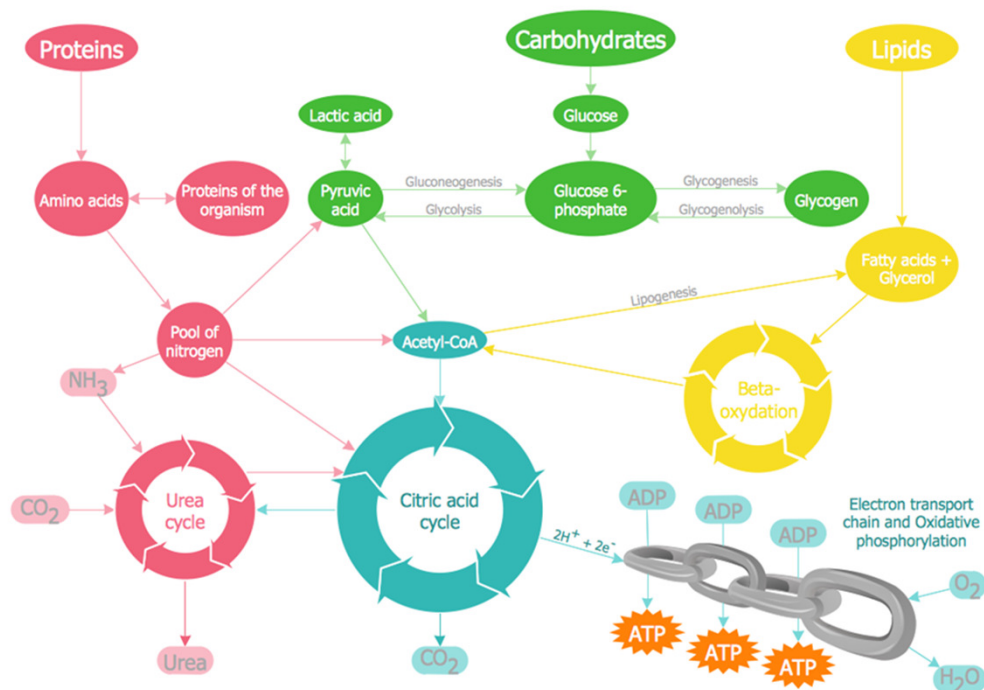 Proteins
Carbohydrates
Lipids
Lactic acid
Glucose
Amino acids
Proteins of the
organism
Pyruvic
acid
Gluconeogenesis
Glycolysis
Glucose 6-
phosphate
Glycogenesis
Glycogenolysis
Glycogen
Fatty acids +
Glycerol
Lipogenesis
Pool of
nitrogen
Acetyl-CoA
NH3
Beta-
oxydation
CO2
Urea
cycle
Citric acid
cycle
2H+ + 2e-
ADP
ADP
ADP
Electron transport
chain and Oxidative
phosphorylation
O2
ATP
ATP
ATP
Urea
CO2
H2O